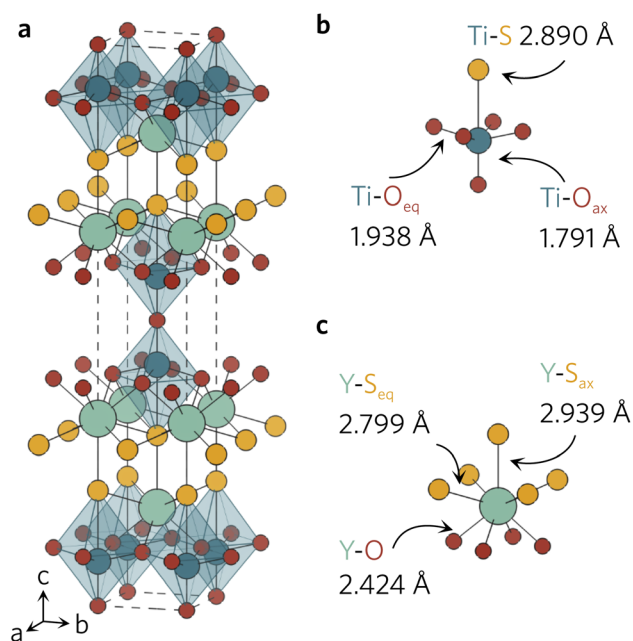 a
b
Ti-S 2.890 Å
Ti-Oeq
1.938 Å
Ti-Oax
1.791 Å
c
Y-Seq
2.799 Å
Y-Sax
2.939 Å
Y-O
2.424 Å
c
a
b